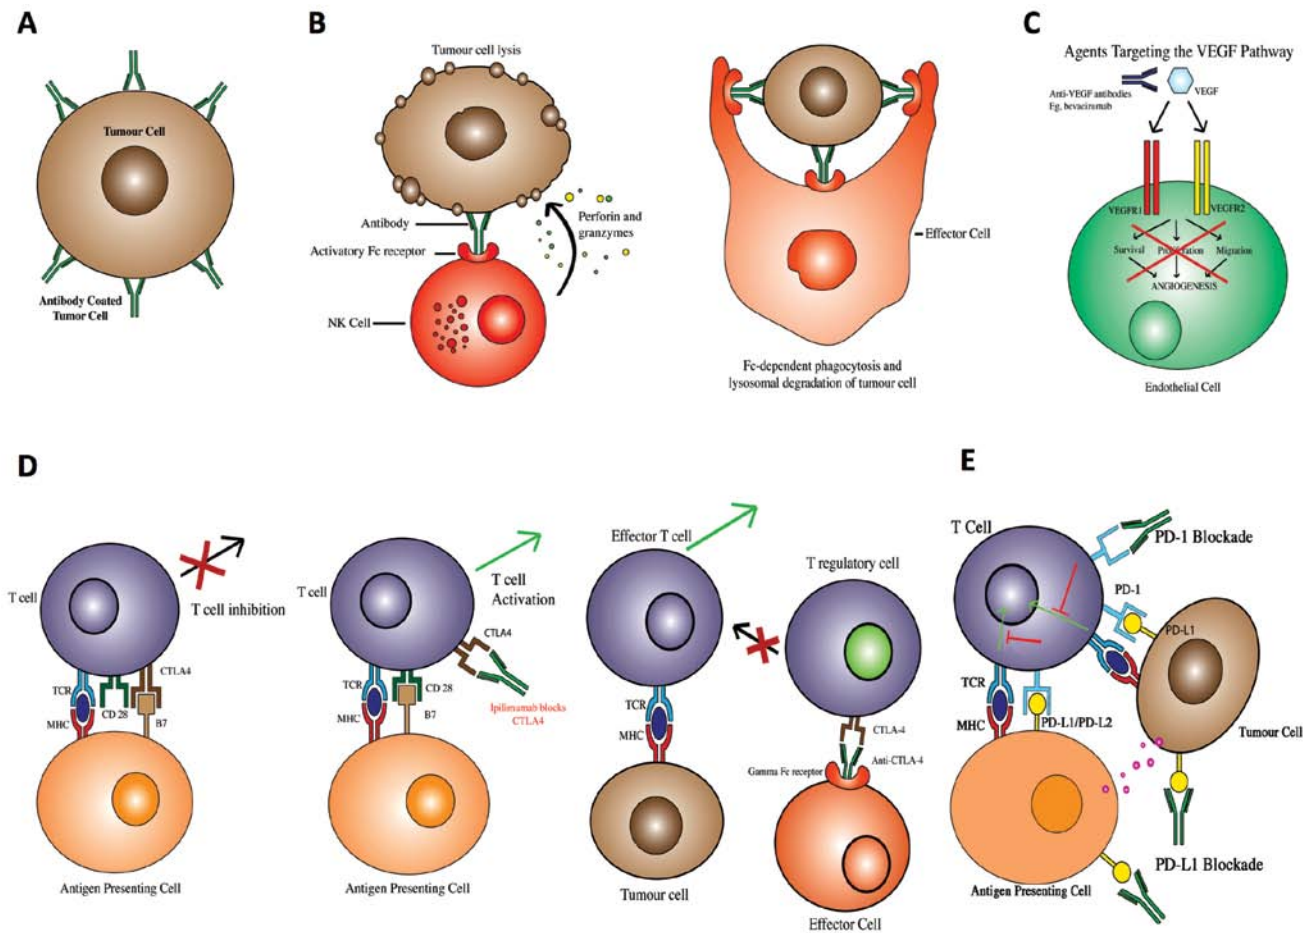 A
Tumour Cell
Antibody Coated
Tumor Cell
B
Tumour cell lysis
Antibody
Activatory Fc receptor
NK Cell
Perforin and
granzymes
Effector Cell
Fc-dependent phagocytosis and
lysosomal degradation of tumour cell
C
Agents Targeting the VEGF Pathway
Anti-VEGF antibodies
Eg, bevacirumab
VEGF
VEGFR1
VEGFR2
Survival
Proliferation
Migration
ANGIOGENESIS
Endothelial Cell
D
T cell
T cell inhibition
TCR
MHC
CD 28
CTLA4
B7
Antigen Presenting Cell
T cell
T cell
Activation
CTLA4
TCR
MHC
CD 28
B7
Ipilimamab blocks
CTLA4
Antigen Presenting Cell
Effector T cell
TCR
MHC
Tumour cell
T regulatory cell
CTLA-4
Anti-CTLA-4
Gamma Fc receptor
Effector Cell
E
T Cell
PD-1 Blockade
PD-1
PD-L1
TCR
MHC
PD-L1/PD-L2
Tumour Cell
Antigen Presenting Cell
PD-L1 Blockade